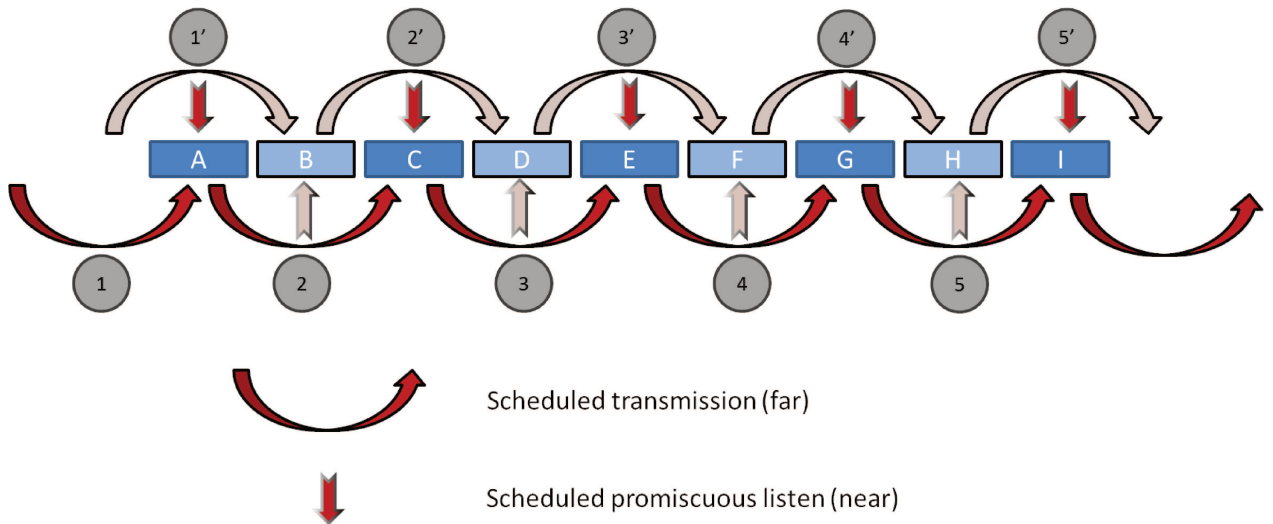 1′ 2′ 3′ 4′ 5′
A B C D E F G H I
1 2 3 4 5
Scheduled transmission (far)
Scheduled promiscuous listen (near)